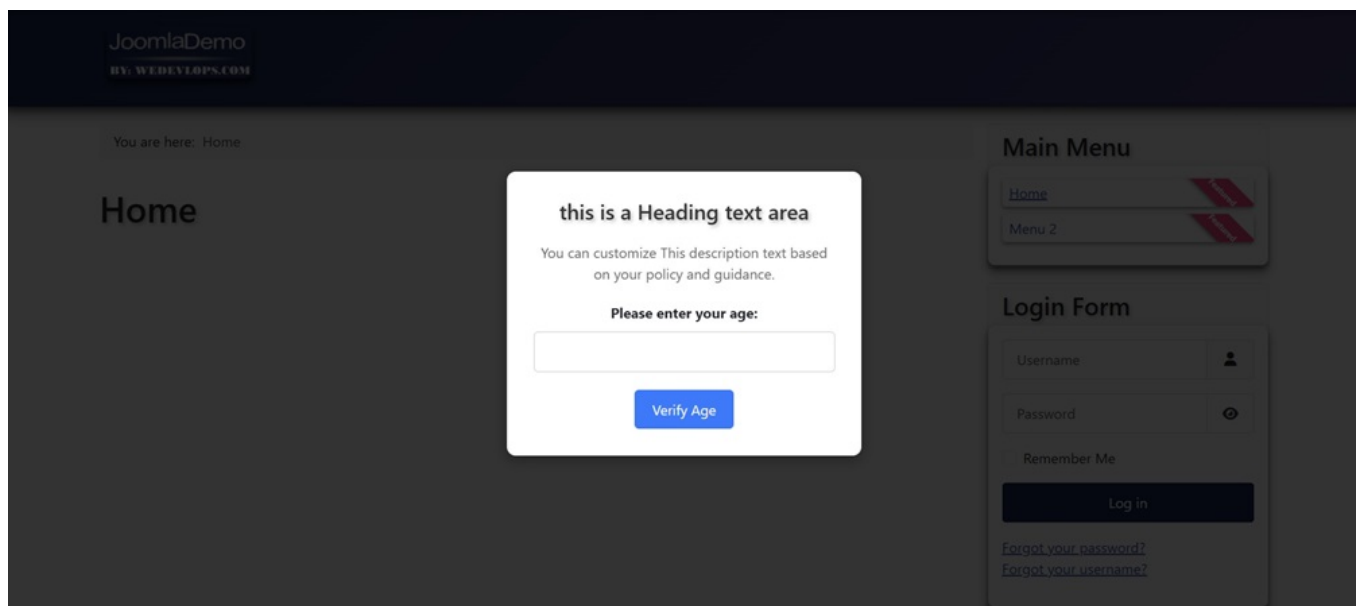 JoomlaDemo
BY: WEDEVLOPS.COM
You are here: Home
Home
this is a Heading text area
You can customize This description text based
on your policy and guidance.
Please enter your age:
Verify Age
Main Menu
Home
Featured
Menu 2
Featured
Login Form
Username
Password
Remember Me
Log in
Forgot your password?
Forgot your username?